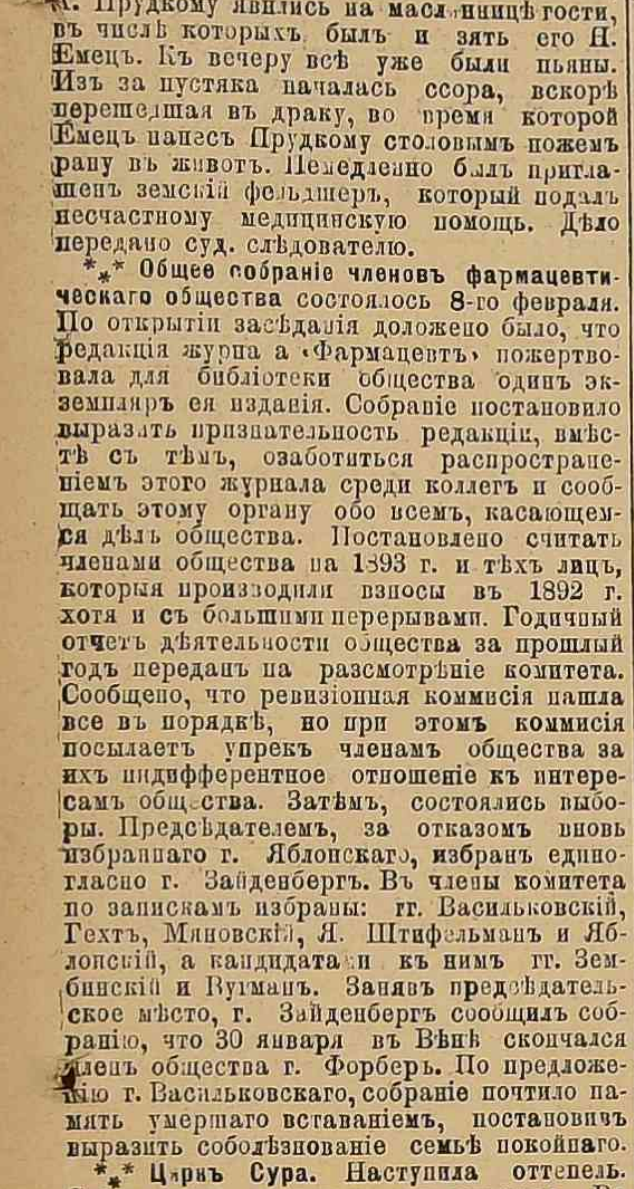 К. Прудкому явились на масляницѣ гости,
въ числѣ которыхъ былъ и зять его Я.
Емец. Къ вечеру всѣ уже были пьяны.
Изъ за пустяка началась ссора, вскорѣ
перешедшая въ драку, во время которой
Емецъ нанесъ Прудкому столовымъ ножемъ
рану въ животъ. Немедленно былъ пригла-
шенъ земскій фельдшеръ, который подалъ
несчастному медицинскую помощь. Дѣло
передано суд. слѣдователю.
*** Общее собраніе членовъ фармацевти-
ческаго общества состоялось 8-го февраля.
По открытіи засѣданія доложено было, что
редакція журнала «Фармацевтъ» пожертво-
вала для библіотеки общества одинъ эк-
земпляръ ея изданія. Собраніе постановило
выразить признательность редакціи, вмѣс-
тѣ съ тѣмъ, озаботиться распростране-
ніемъ этого журнала среди коллегъ и сооб-
щать этому органу обо всемъ, касающем-
ся дѣлъ общества. Постановлено считать
членами общества на 1893 г. и тѣхъ лицъ,
которыя производили взносы въ 1892 г.
хотя и съ большими перерывами. Годичный
отчетъ дѣятельности общества за прошлый
годъ переданъ на разсмотрѣніе комитета.
Сообщено, что ревизіонная коммисія нашла
все въ порядкѣ, но при этомъ коммисія
посылаетъ упрекъ членамъ общества за
ихъ индифферентное отношеніе къ интере-
самъ общества. Затѣмъ, состоялись выбо-
ры. Предсѣдателемъ, за отказомъ вновь
избраннаго г. Яблонскаго, избранъ едино-
гласно г. Зайденбергъ. Въ члены комитета
по запискамъ избраны: гг. Васильковскій,
Гехтъ, Мяновскій, Я. Штифельманъ и Яб-
лонскій, а кандидатами къ нимъ гг. Зем-
бинскій и Вугманъ. Занявъ предсѣдатель-
ское мѣсто, г. Зайденбергъ сообщилъ соб-
ранію, что 30 января въ Вѣнѣ скончался
членъ общества г. Форберъ. По предложе-
нію г. Васильковскаго, собраніе почтило па-
мять умершаго вставаніемъ, постановивъ
выразить соболѣзнованіе семьѣ покойнаго.
*** Циркъ Сура. Наступила оттепель.